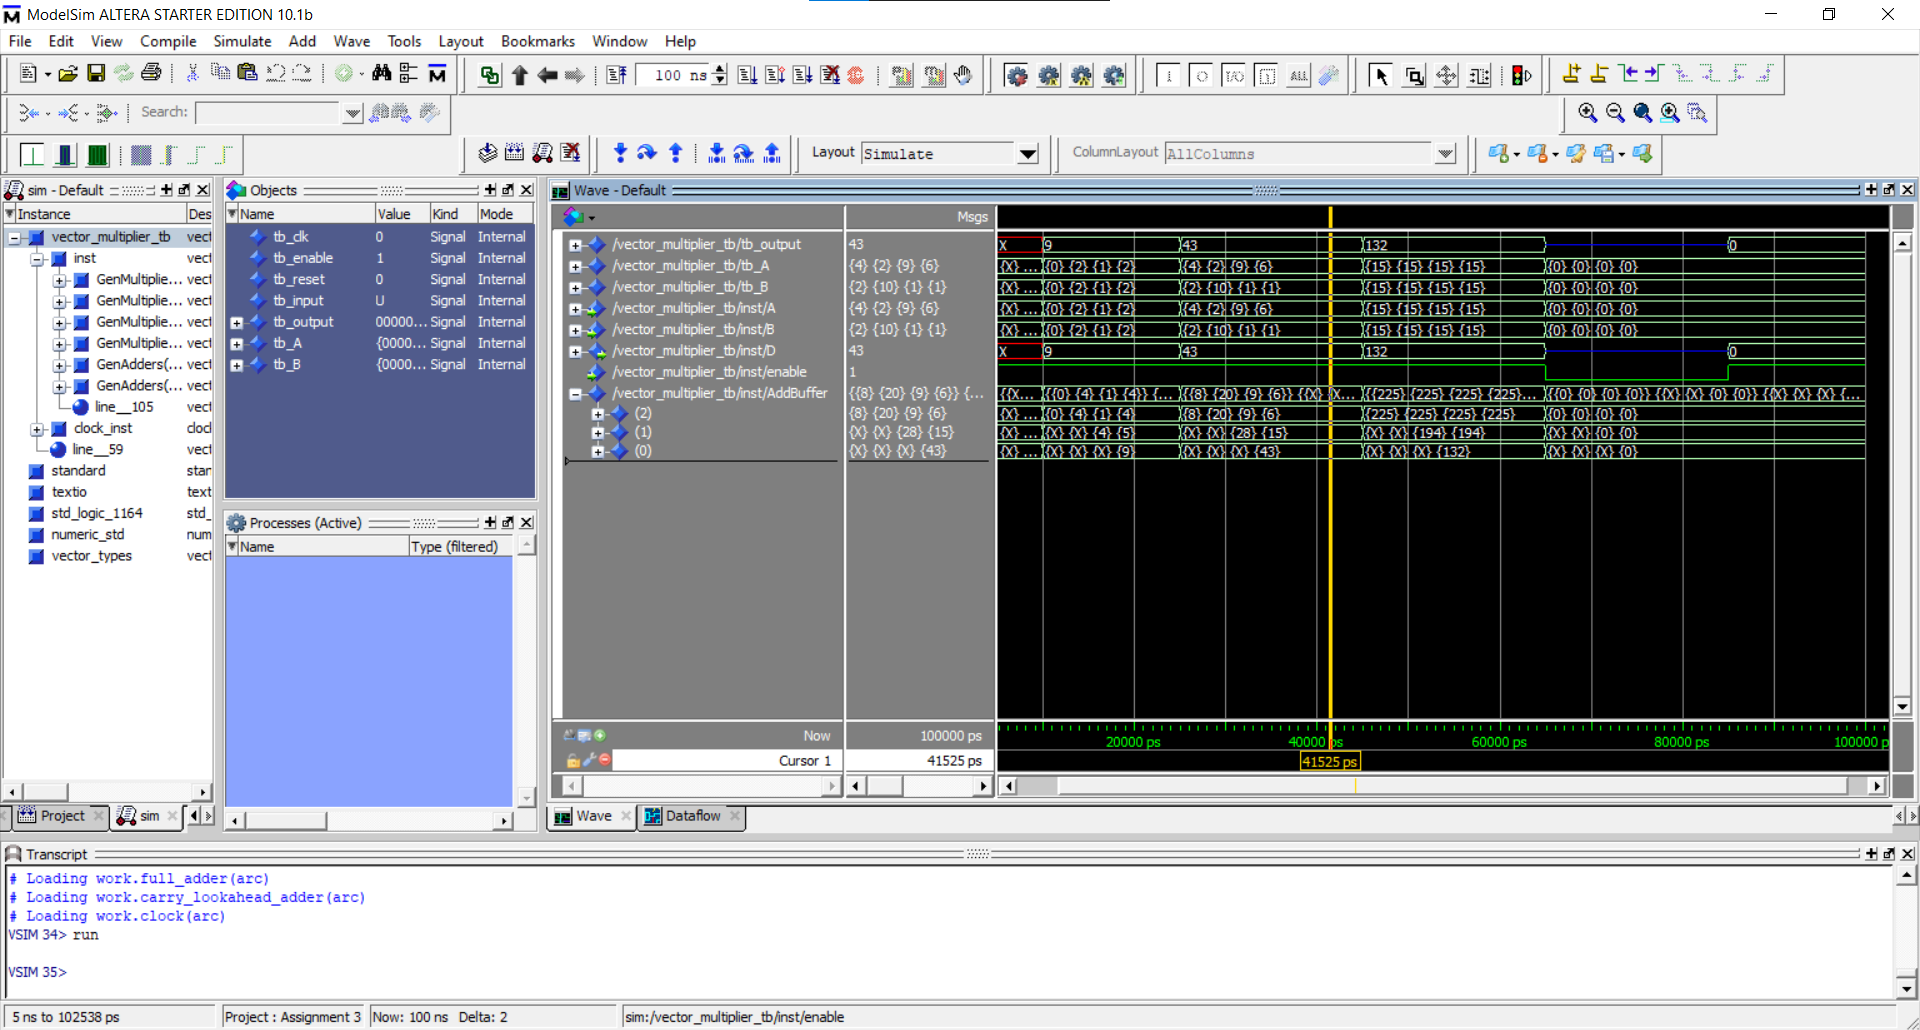 ModelSim ALTERA STARTER EDITION 10.1b
File Edit View Compile Simulate Add Wave Tools Layout Bookmarks Window Help
100 ns
Search:
Layout Simulate
ColumnLayout AllColumns
sim - Default
Instance Des
vector_multiplier_tb vect
inst vect
GenMultiplie... vect
GenMultiplie... vect
GenMultiplie... vect
GenMultiplie... vect
GenAdders(... vect
GenAdders(... vect
line__105 vect
clock_inst cloc
line__59 vect
standard stan
textio text
std_logic_1164 std_
numeric_std num
vector_types vect
Project sim
Objects
Name Value Kind Mode
tb_clk 0 Signal Internal
tb_enable 1 Signal Internal
tb_reset 0 Signal Internal
tb_input U Signal Internal
tb_output 00000... Signal Internal
tb_A {0000... Signal Internal
tb_B {0000... Signal Internal
Processes (Active)
Name Type (filtered)
Wave - Default
Msgs
/vector_multiplier_tb/tb_output 43 X 9 43 132 0
/vector_multiplier_tb/tb_A {4} {2} {9} {6} {X} ... {0} {2} {1} {2} {4} {2} {9} {6} {15} {15} {15} {15} {0} {0} {0} {0}
/vector_multiplier_tb/tb_B {2} {10} {1} {1} {X} ... {0} {2} {1} {2} {2} {10} {1} {1} {15} {15} {15} {15} {0} {0} {0} {0}
/vector_multiplier_tb/inst/A {4} {2} {9} {6} {X} ... {0} {2} {1} {2} {4} {2} {9} {6} {15} {15} {15} {15} {0} {0} {0} {0}
/vector_multiplier_tb/inst/B {2} {10} {1} {1} {X} ... {0} {2} {1} {2} {2} {10} {1} {1} {15} {15} {15} {15} {0} {0} {0} {0}
/vector_multiplier_tb/inst/D 43 X 9 43 132 0
/vector_multiplier_tb/inst/enable 1
/vector_multiplier_tb/inst/AddBuffer {{8} {20} {9} {6}} {... {{X... {{0} {4} {1} {4}} {... {{8} {20} {9} {6}} {{X} {X... {{225} {225} {225} {225}... {{0} {0} {0} {0}} {{X} {X} {0} {0}} {{X} {X} {X} {...
(2) {8} {20} {9} {6} {X} ... {0} {4} {1} {4} {8} {20} {9} {6} {225} {225} {225} {225} {0} {0} {0} {0}
(1) {X} {X} {28} {15} {X} ... {X} {X} {4} {5} {X} {X} {28} {15} {X} {X} {194} {194} {X} {X} {0} {0}
(0) {X} {X} {X} {43} {X} ... {X} {X} {X} {9} {X} {X} {X} {43} {X} {X} {X} {132} {X} {X} {X} {0}
Now 100000 ps 20000 ps 40000 ps 60000 ps 80000 ps 100000 p
Cursor 1 41525 ps 41525 ps
Wave Dataflow
Transcript
# Loading work.full_adder(arc)
# Loading work.carry_lookahead_adder(arc)
# Loading work.clock(arc)
VSIM 34> run
VSIM 35>
5 ns to 102538 ps Project : Assignment 3 Now: 100 ns Delta: 2 sim:/vector_multiplier_tb/inst/enable